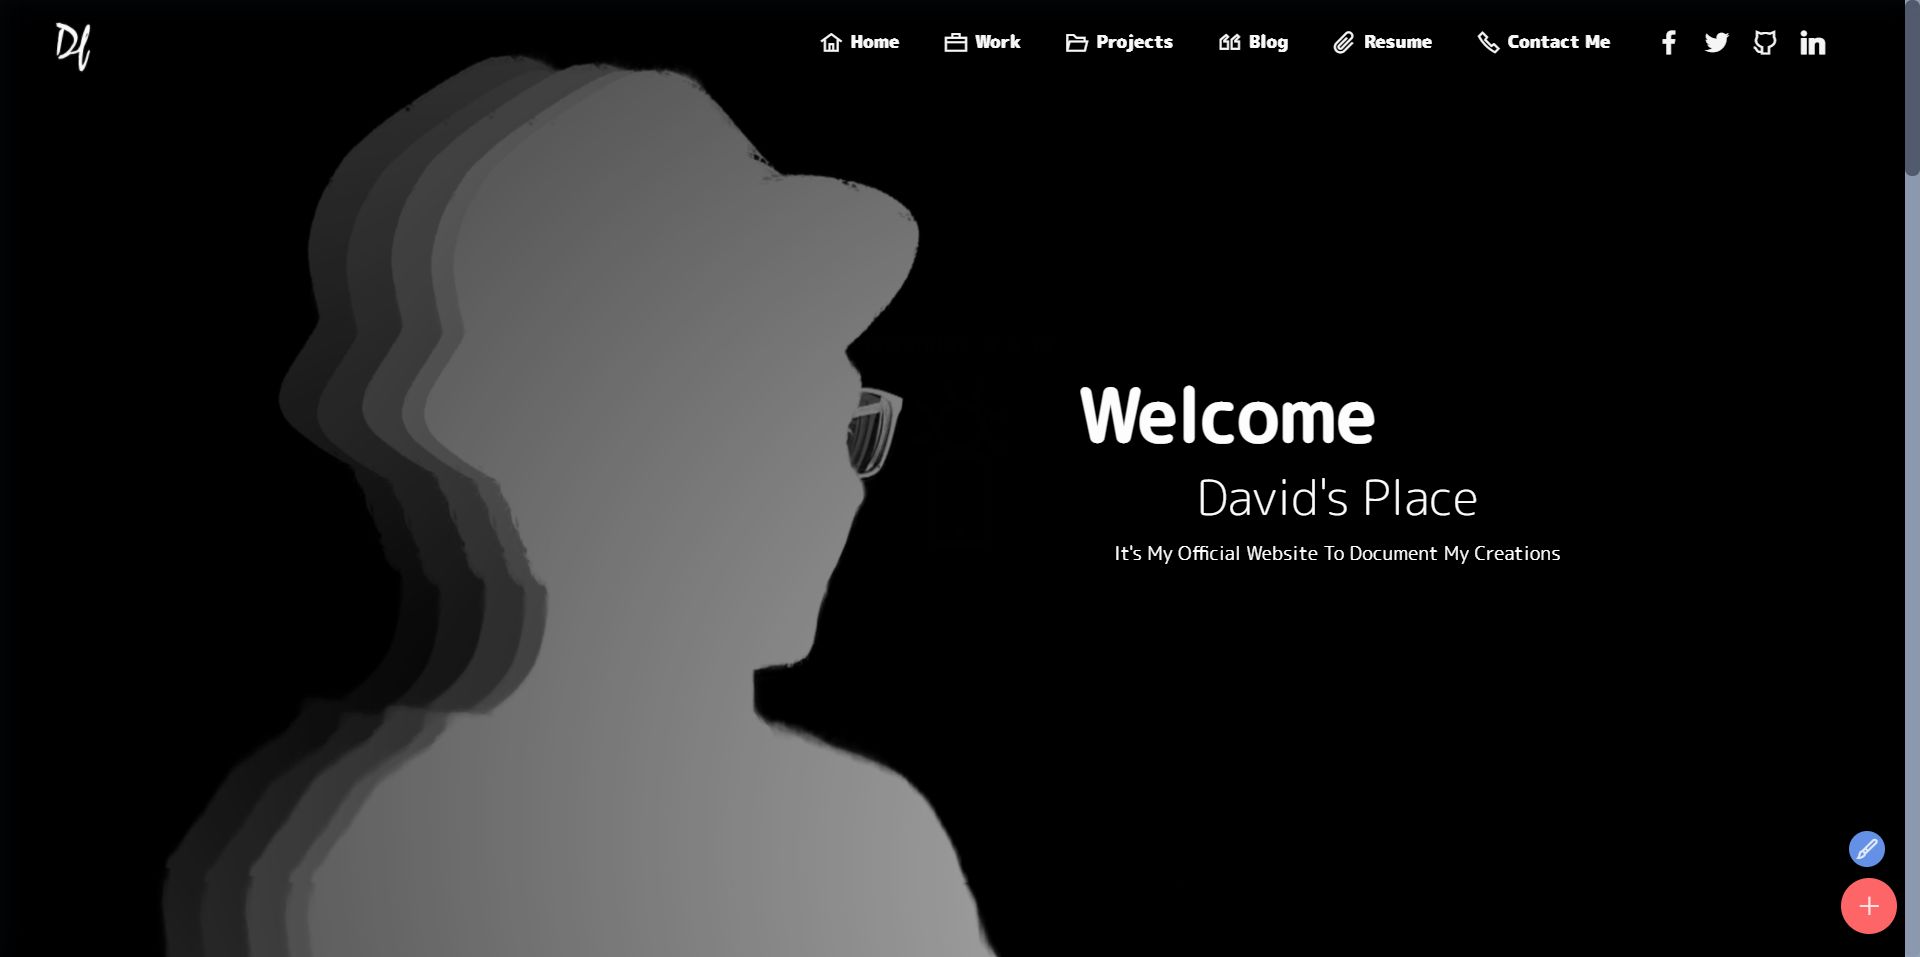 Df
Home Work Projects Blog Resume Contact Me
Welcome
David's Place
It's My Official Website To Document My Creations